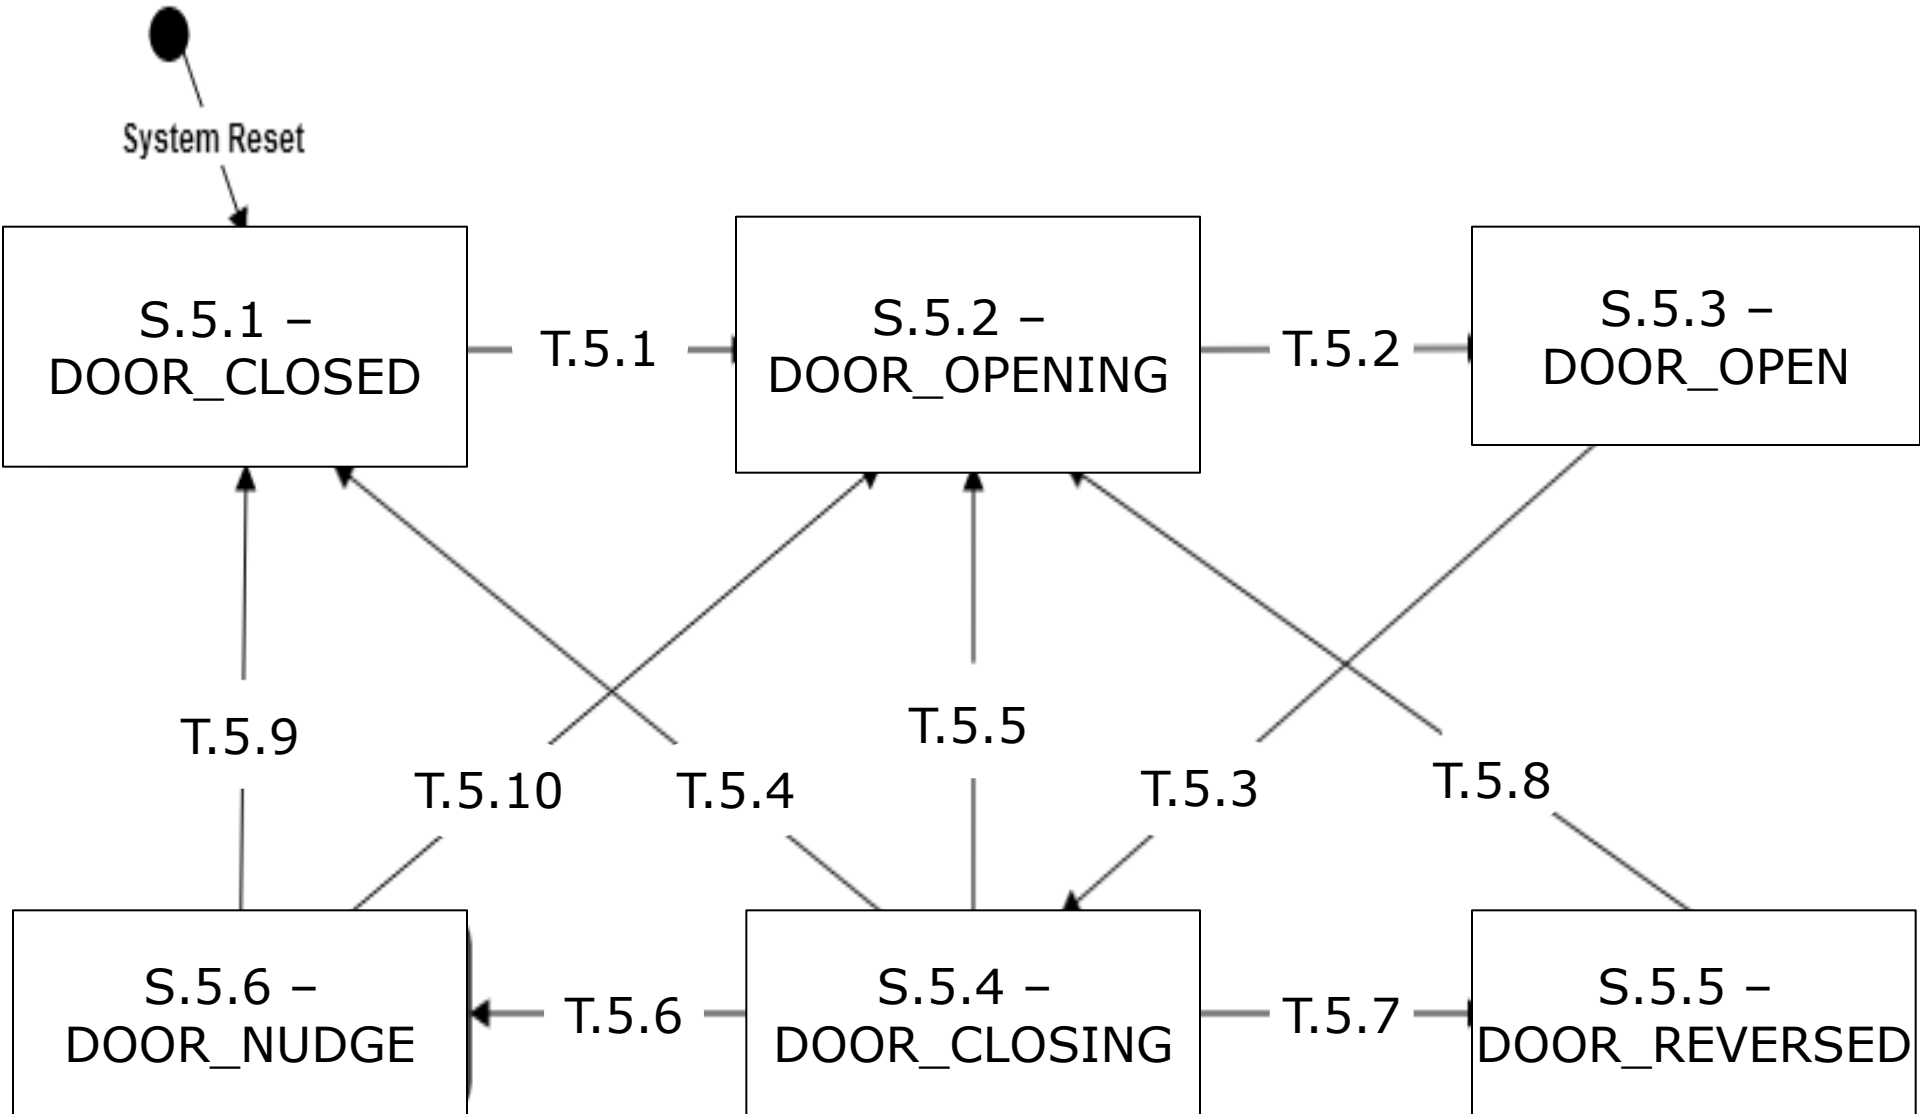 System Reset
S.5.1 –
DOOR_CLOSED
T.5.1
S.5.2 –
DOOR_OPENING
T.5.2
S.5.3 –
DOOR_OPEN
T.5.9
T.5.10
T.5.4
T.5.5
T.5.3
T.5.8
S.5.6 –
DOOR_NUDGE
T.5.6
S.5.4 –
DOOR_CLOSING
T.5.7
S.5.5 –
DOOR_REVERSED